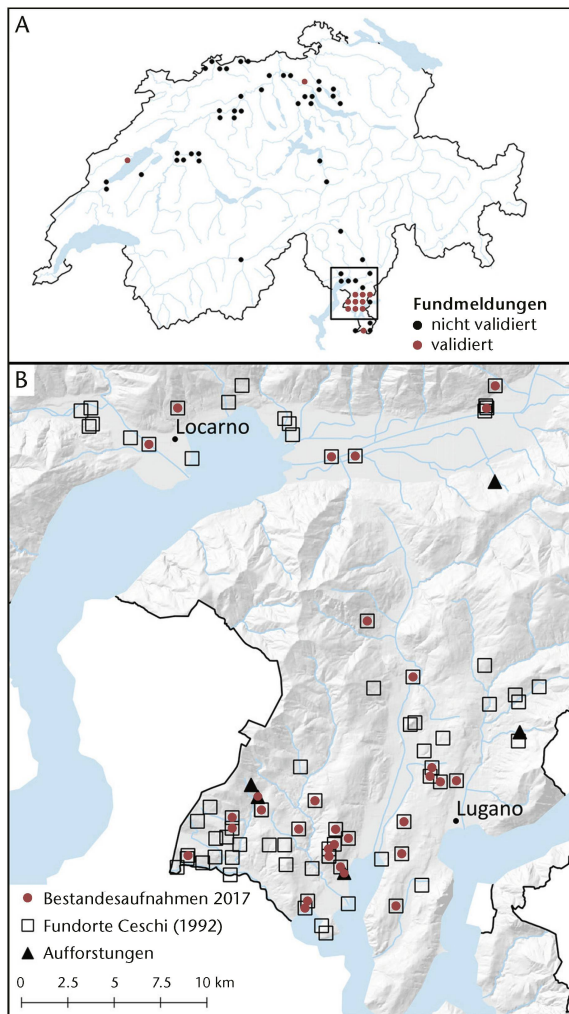 A
Fundmeldungen
nicht validiert
validiert
B
Locarno
Lugano
Bestandesaufnahmen 2017
Fundorte Ceschi (1992)
Aufforstungen
0 2.5 5 7.5 10 km